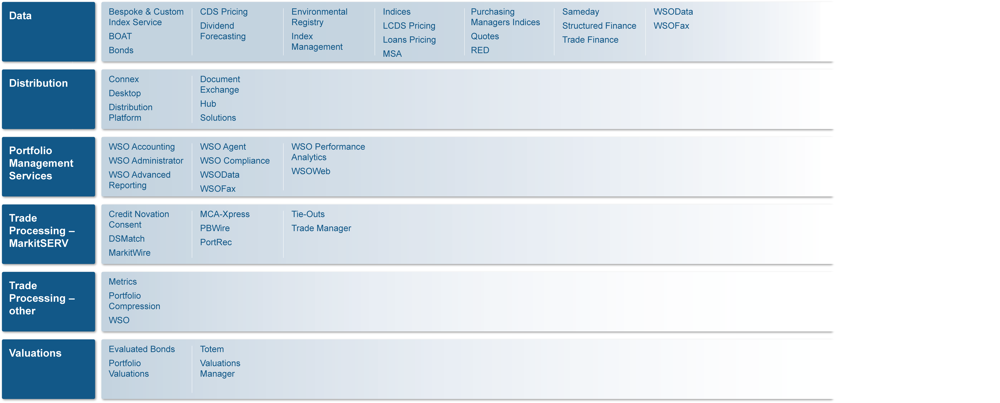 Data
Bespoke & Custom
Index Service
BOAT
Bonds
CDS Pricing
Dividend
Forecasting
Environmental
Registry
Index
Management
Indices
LCDS Pricing
Loans Pricing
MSA
Purchasing
Managers Indices
Quotes
RED
Sameday
Structured Finance
Trade Finance
WSOData
WSOFax
Distribution
Connex
Desktop
Distribution
Platform
Document
Exchange
Hub
Solutions
Portfolio
Management
Services
WSO Accounting
WSO Administrator
WSO Advanced
Reporting
WSO Agent
WSO Compliance
WSOData
WSOFax
WSO Performance
Analytics
WSOWeb
Trade
Processing –
MarkitSERV
Credit Novation
Consent
DSMatch
MarkitWire
MCA-Xpress
PBWire
PortRec
Tie-Outs
Trade Manager
Trade
Processing –
other
Metrics
Portfolio
Compression
WSO
Valuations
Evaluated Bonds
Portfolio
Valuations
Totem
Valuations
Manager